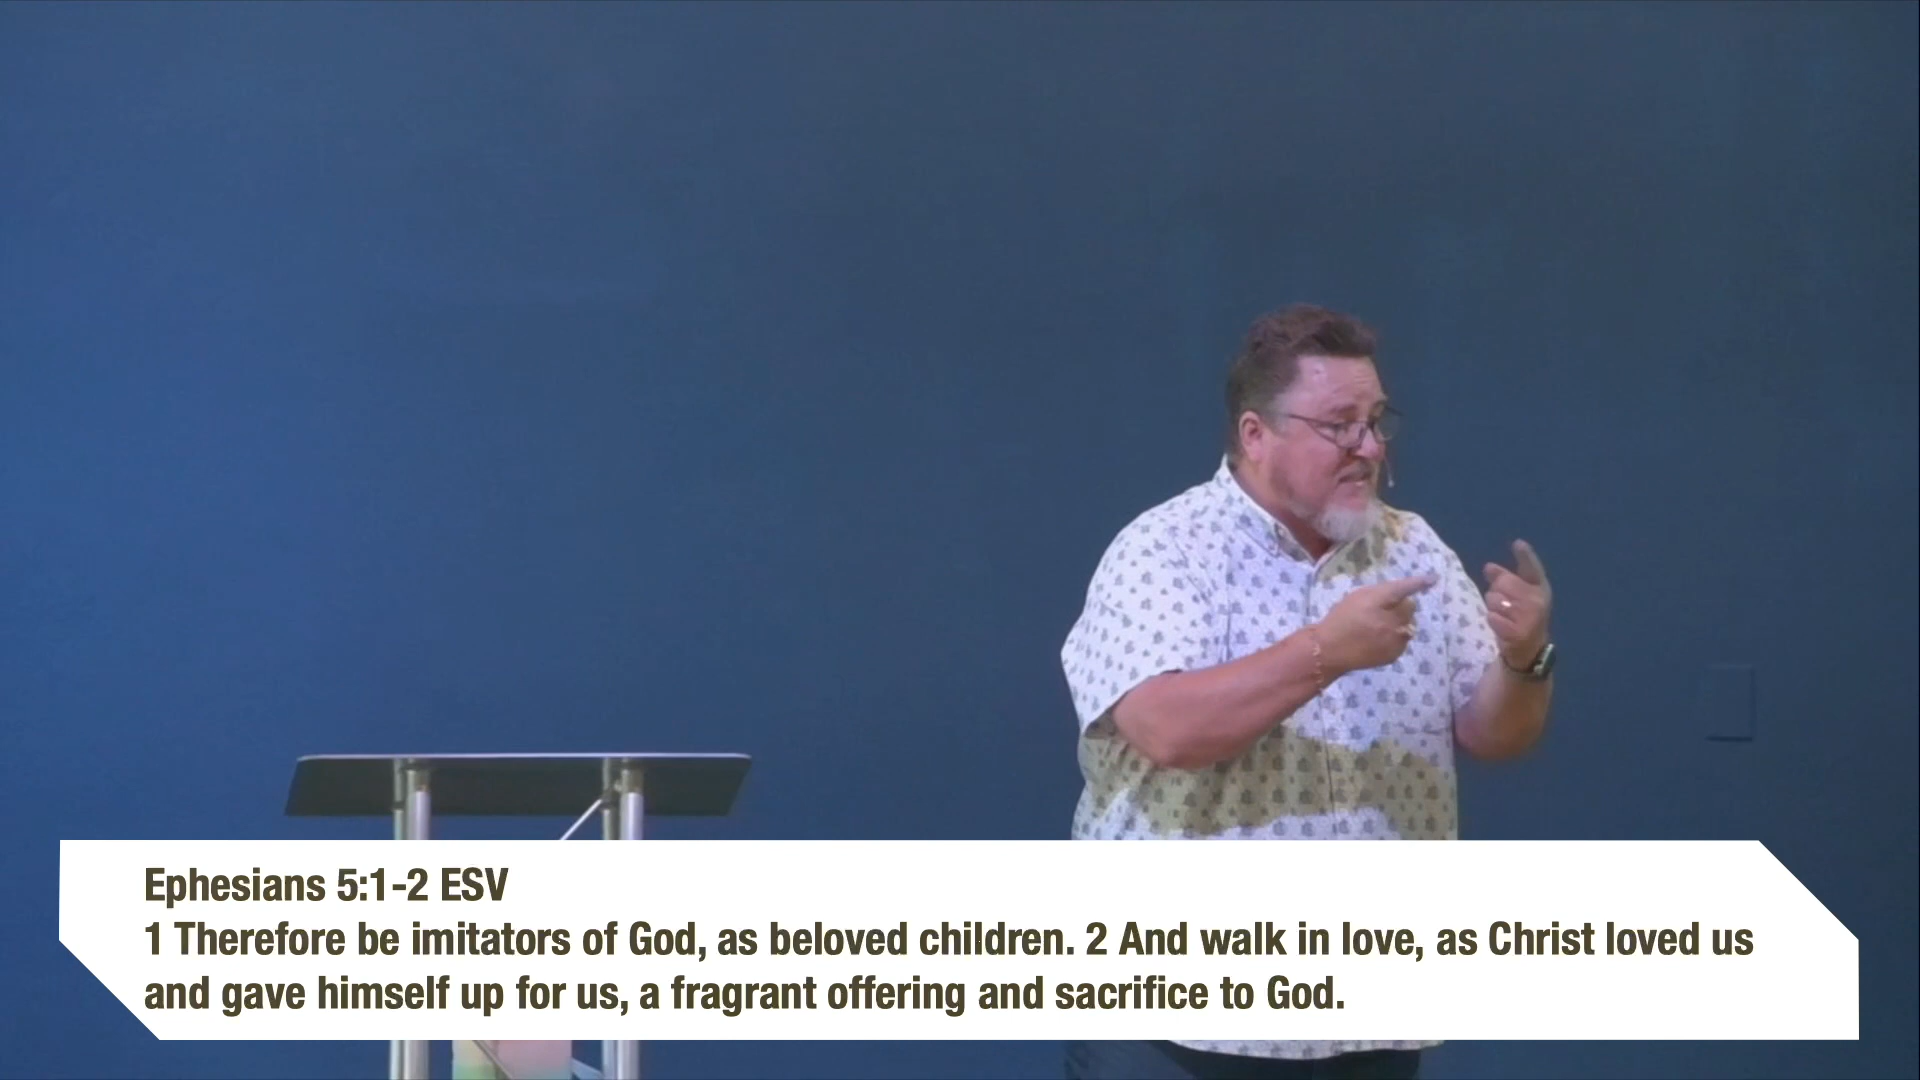 Ephesians 5:1-2 ESV
1 Therefore be imitators of God, as beloved children. 2 And walk in love, as Christ loved us
and gave himself up for us, a fragrant offering and sacrifice to God.